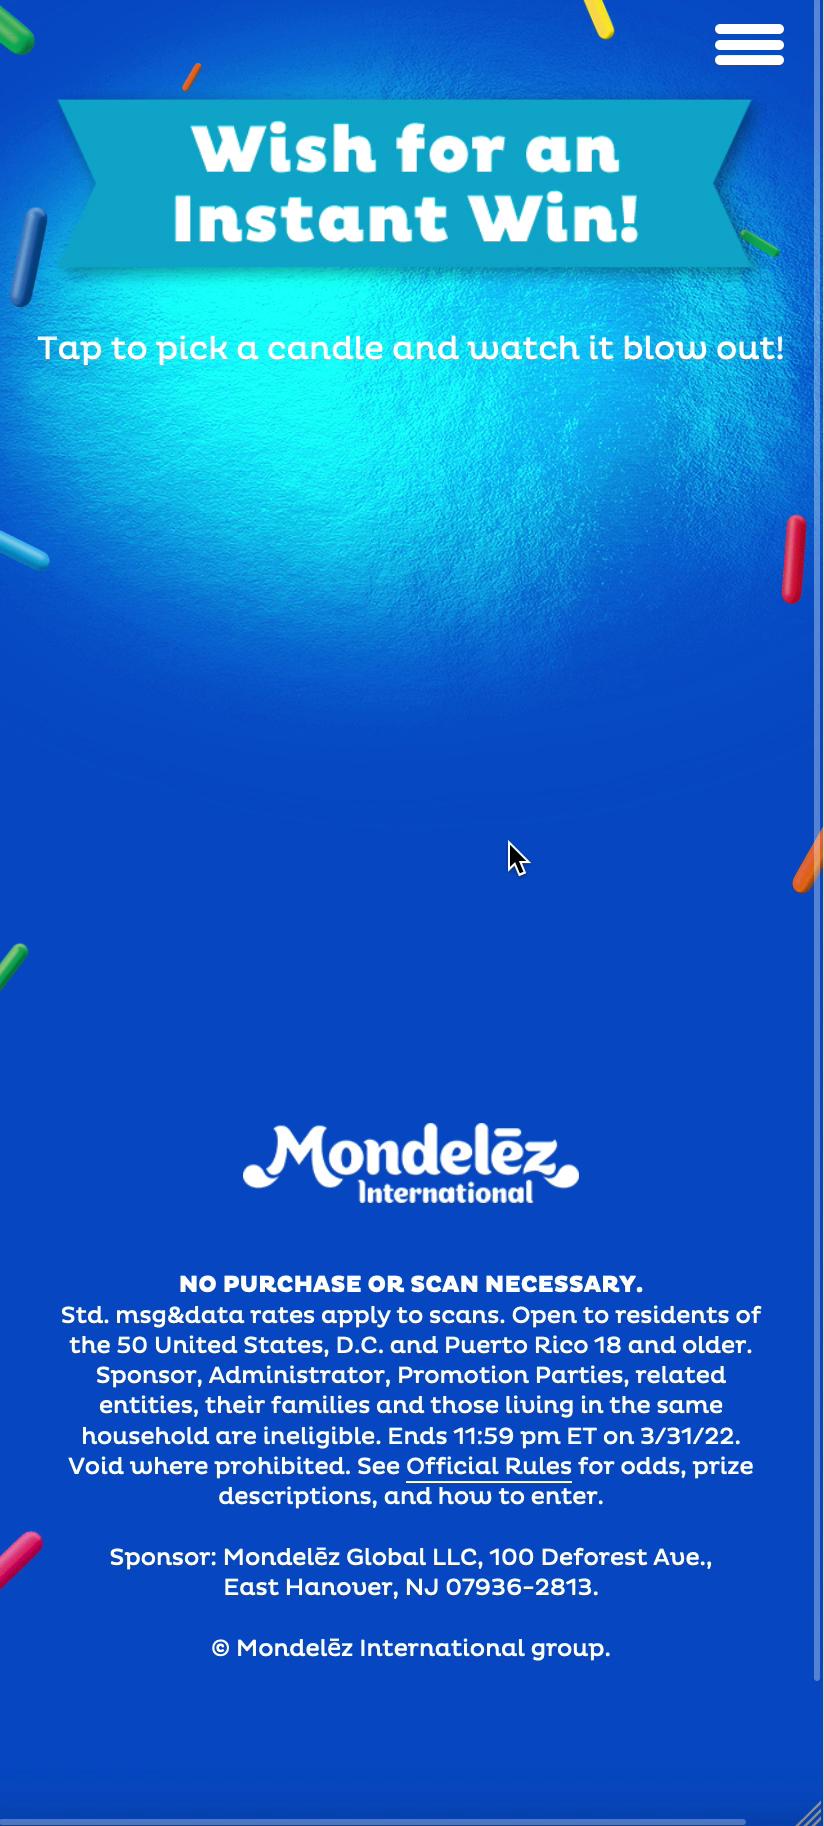 Wish for an
Instant Win!
Tap to pick a candle and watch it blow out!
Mondelēz
International
NO PURCHASE OR SCAN NECESSARY.
Std. msg&data rates apply to scans. Open to residents of
the 50 United States, D.C. and Puerto Rico 18 and older.
Sponsor, Administrator, Promotion Parties, related
entities, their families and those living in the same
household are ineligible. Ends 11:59 pm ET on 3/31/22.
Void where prohibited. See Official Rules for odds, prize
descriptions, and how to enter.
Sponsor: Mondelēz Global LLC, 100 Deforest Ave.,
East Hanover, NJ 07936-2813.
© Mondelēz International group.